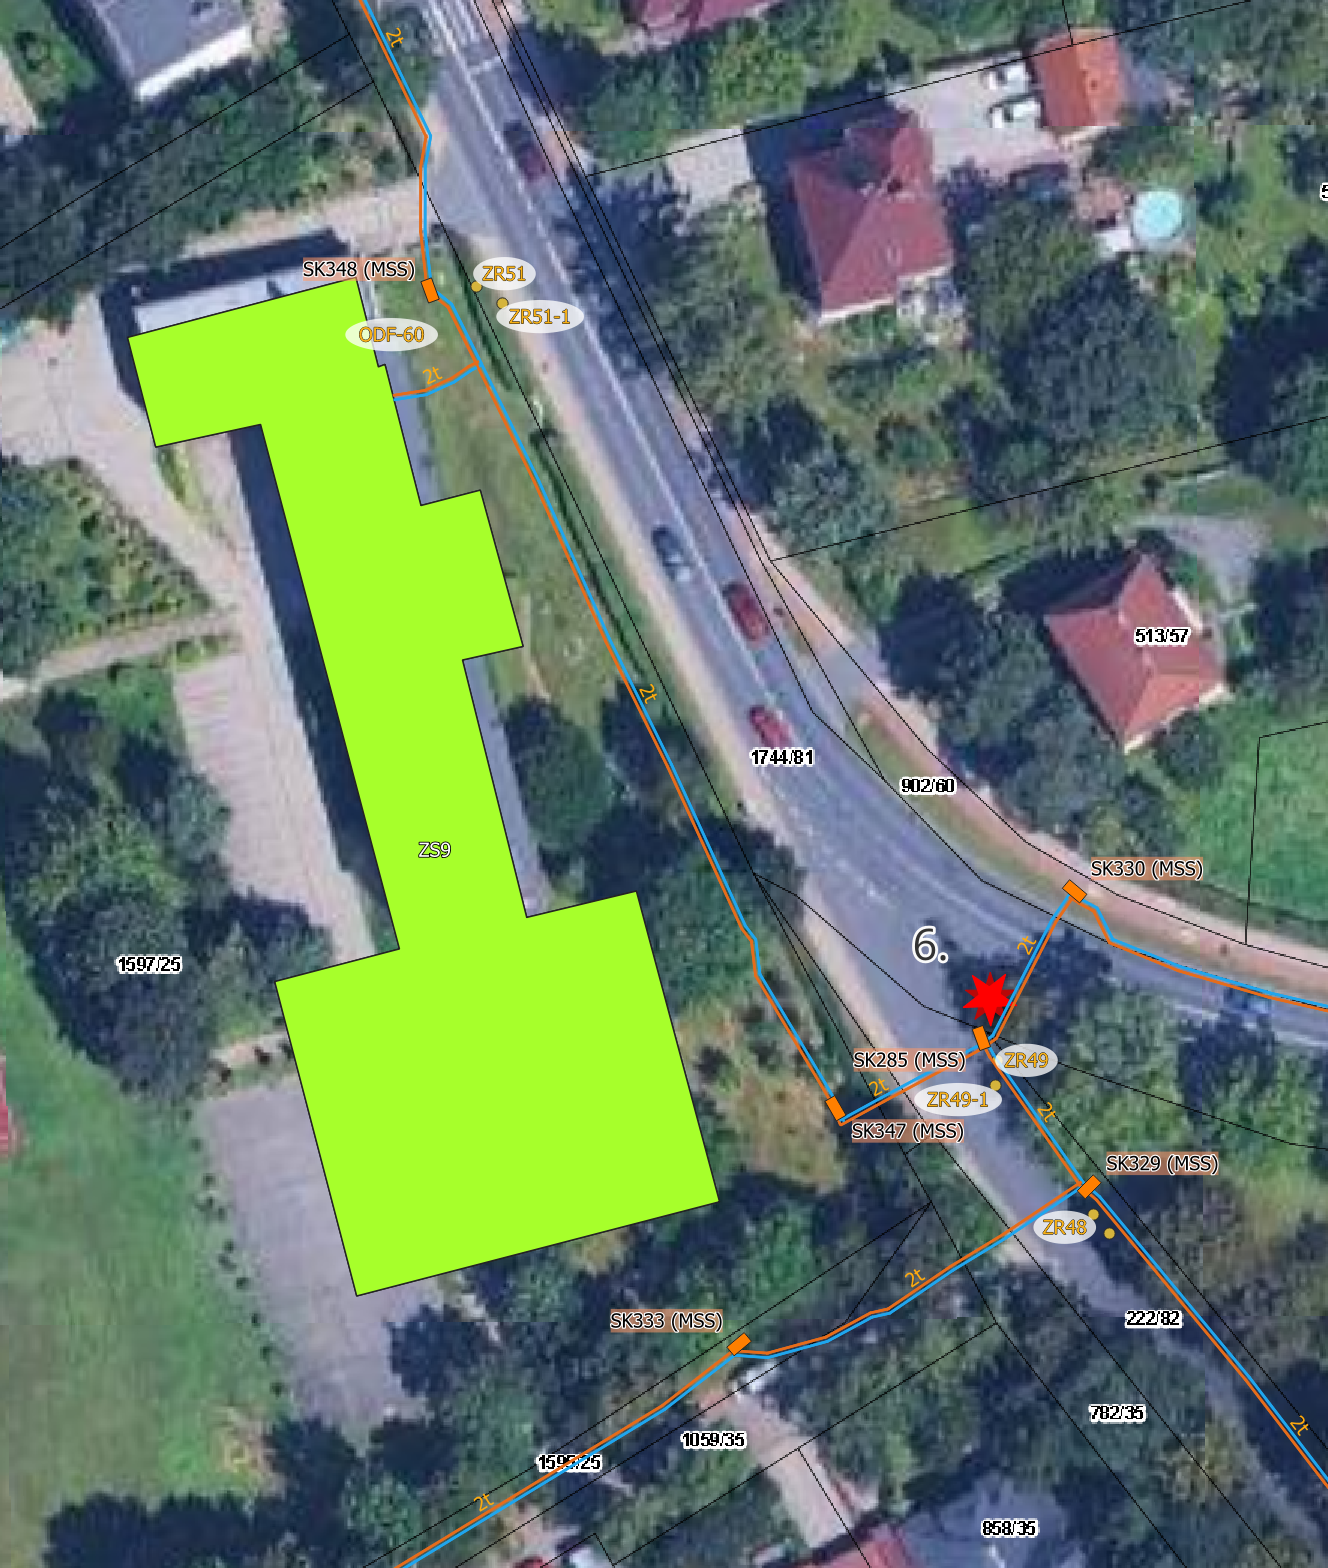 2t
SK348 (MSS)
ZR51
ZR51-1
ODF-60
2t
513/57
2t
1744/81
902/60
ZS9
SK330 (MSS)
6.
2t
1597/25
SK285 (MSS)
ZR49
2t
ZR49-1
2t
SK347 (MSS)
SK329 (MSS)
ZR48
2t
SK333 (MSS)
222/82
782/35
2t
1059/35
2t
858/35